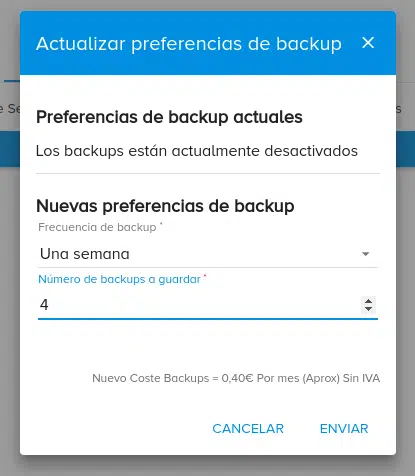 Actualizar preferencias de backup ×
Preferencias de backup actuales
Los backups están actualmente desactivados
Nuevas preferencias de backup
Frecuencia de backup *
Una semana
Número de backups a guardar *
4
Nuevo Coste Backups = 0,40€ Por mes (Aprox) Sin IVA
CANCELAR ENVIAR